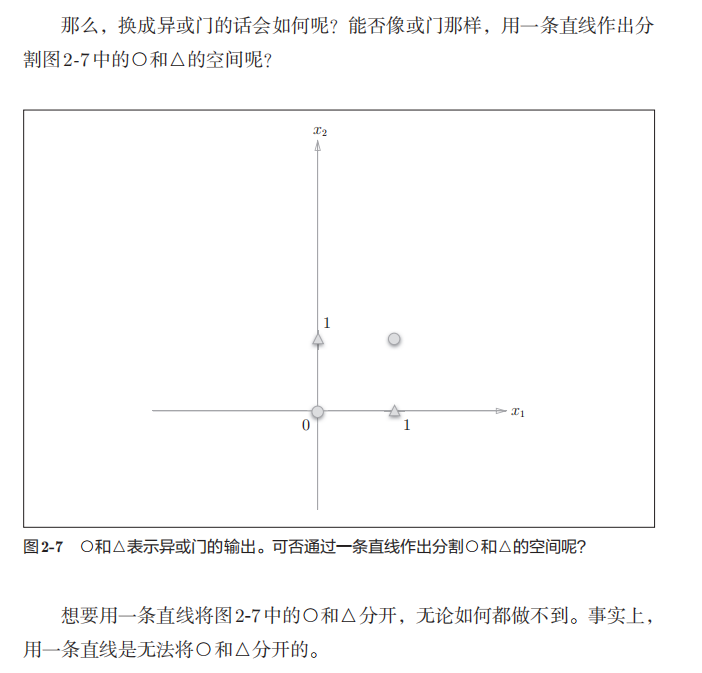 那么，换成异或门的话会如何呢？能否像或门那样，用一条直线作出分
割图2-7中的○和△的空间呢？
x₂
1
0
1
x₁
图2-7 ○和△表示异或门的输出。可否通过一条直线作出分割○和△的空间呢？
想要用一条直线将图2-7中的○和△分开，无论如何都做不到。事实上，
用一条直线是无法将○和△分开的。